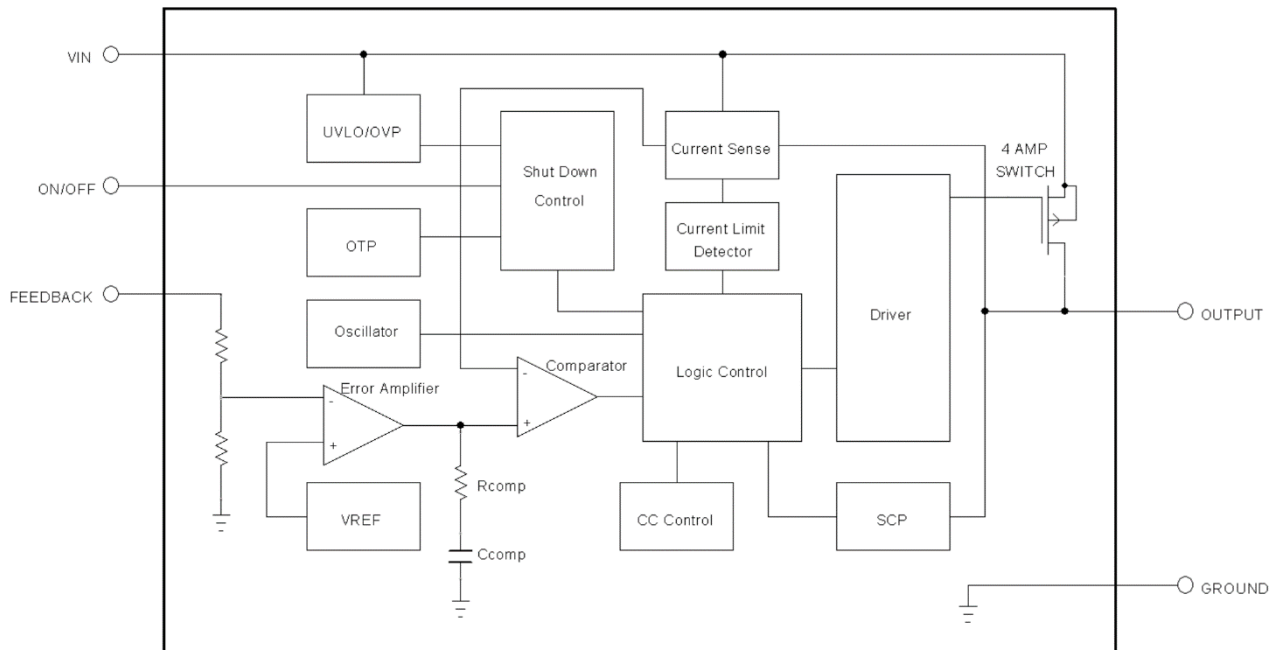 VIN
UVLO/OVP
Current Sense
4 AMP
SWITCH
Shut Down
Control
ON/OFF
OTP
Current Limit
Detector
FEEDBACK
Oscillator
Driver
OUTPUT
Comparator
-
Logic Control
Error Amplifier
-
+
+
Rcomp
VREF
CC Control
SCP
Ccomp
GROUND